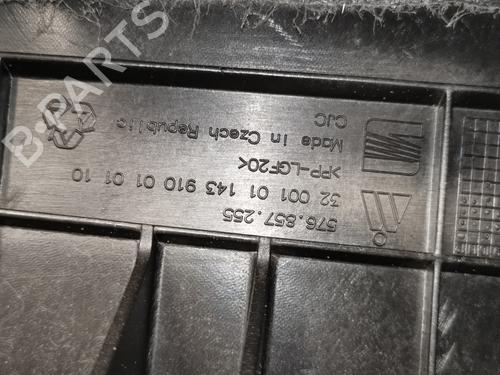 CJC
Made in Czech Republic
>PP-LGF20<
32 001 01 143 910 01 01 10
576.857.255
B-PARTS